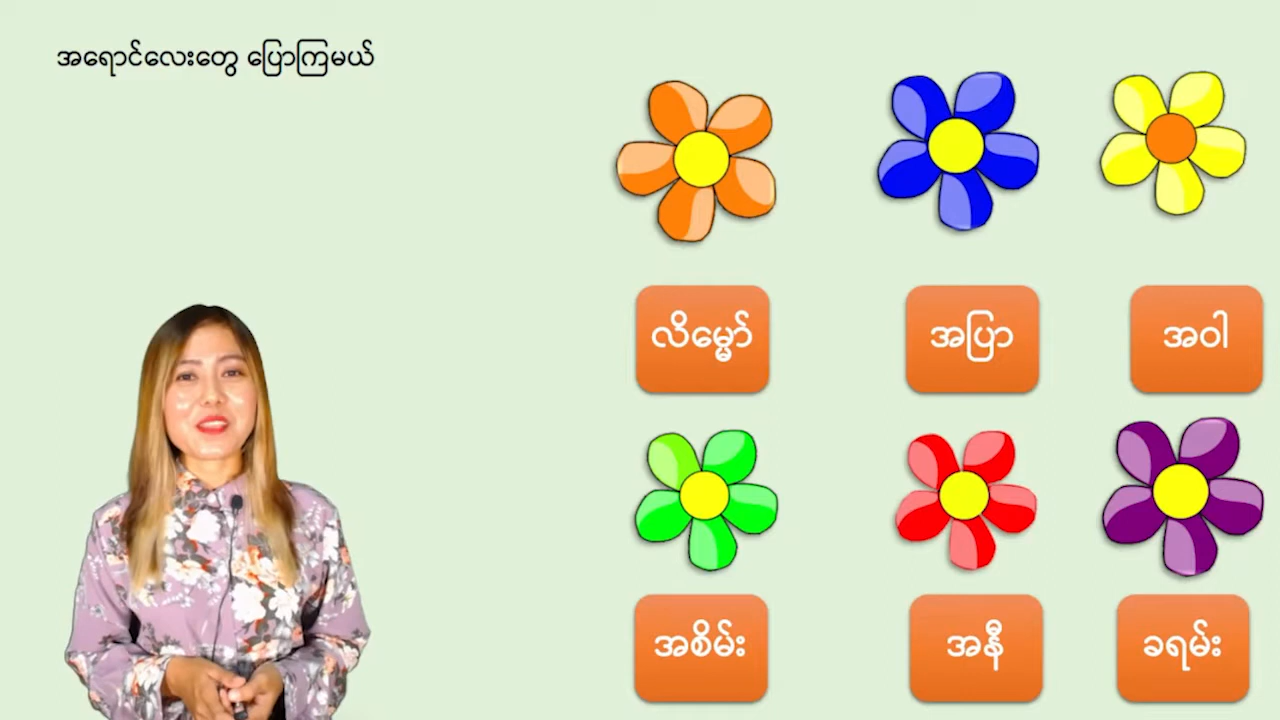 အရောင်လေးတွေ ပြောကြမယ်
လိမ္မော်
အပြာ
အဝါ
အစိမ်း
အနီ
ခရမ်း